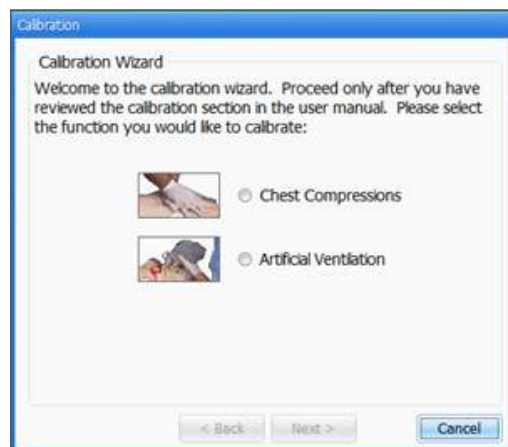 Calibration
Calibration Wizard
Welcome to the calibration wizard. Proceed only after you have
reviewed the calibration section in the user manual. Please select
the function you would like to calibrate:
Chest Compressions
Artificial Ventilation
< Back Next > Cancel